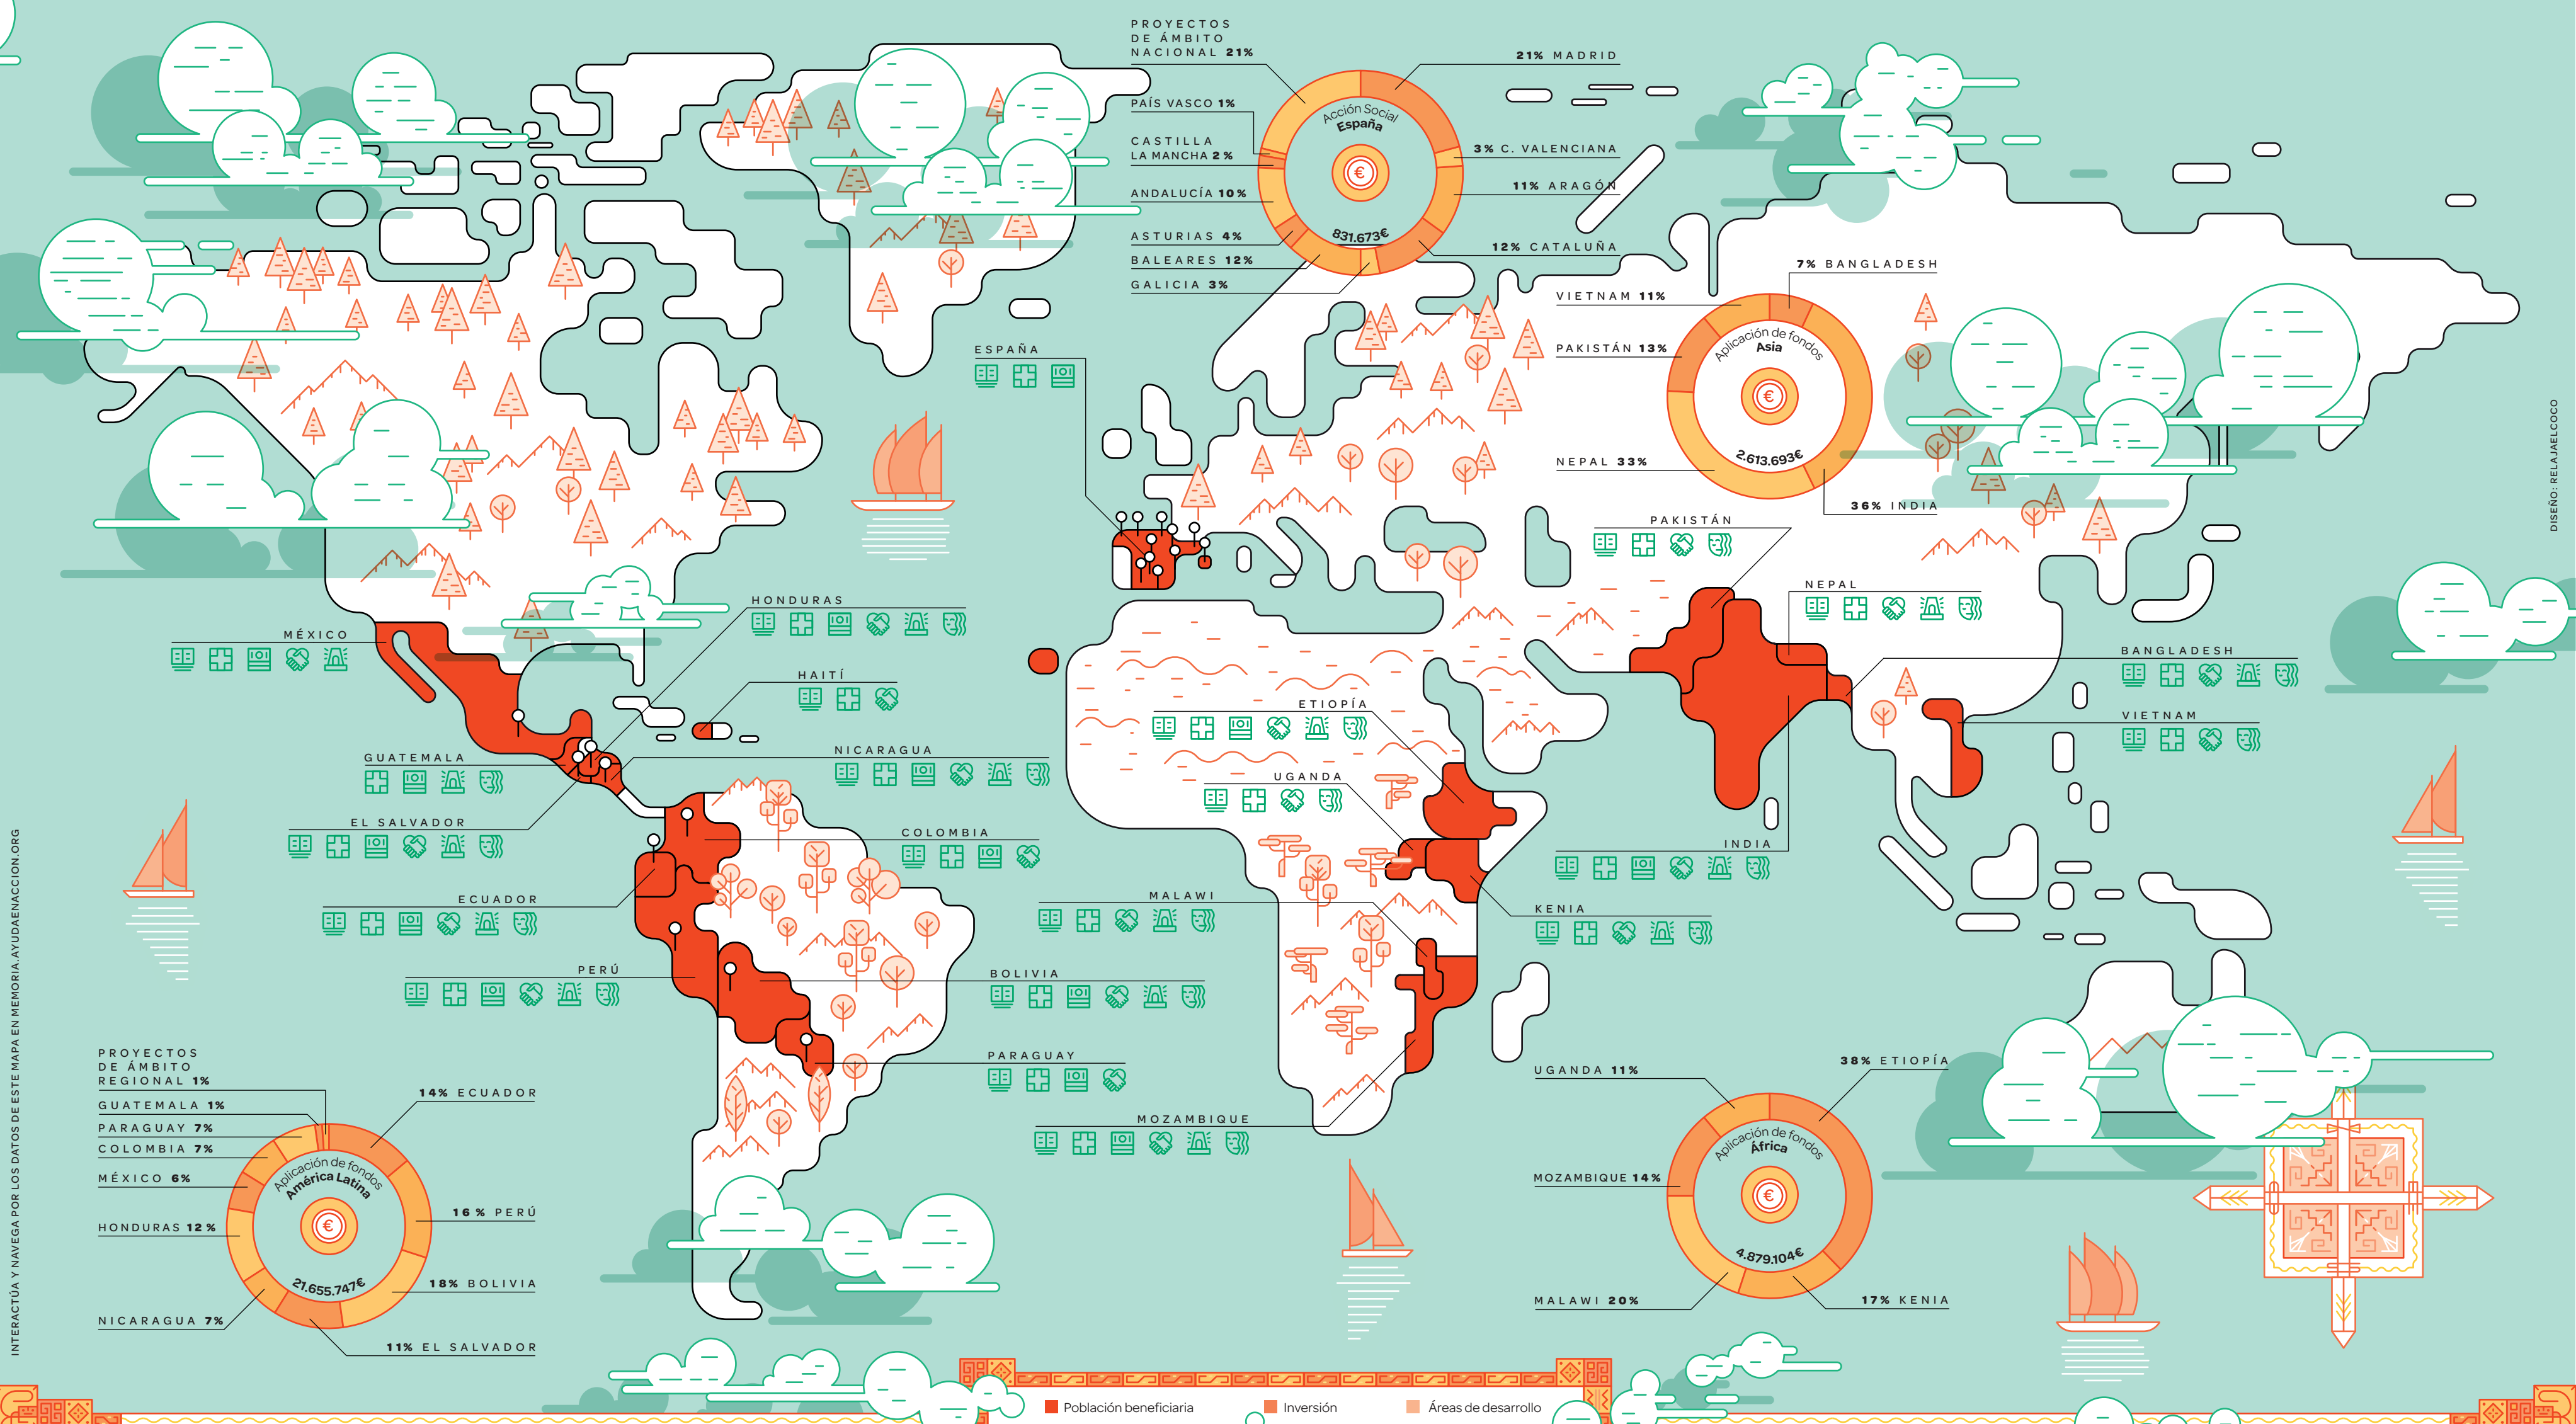 PROYECTOS
DE ÁMBITO
NACIONAL 21%
PAÍS VASCO 1%
CASTILLA
LA MANCHA 2%
ANDALUCÍA 10%
ASTURIAS 4%
BALEARES 12%
GALICIA 3%
21% MADRID
3% C. VALENCIANA
11% ARAGÓN
12% CATALUÑA
Acción Social
España
€
831.673€
7% BANGLADESH
VIETNAM 11%
PAKISTÁN 13%
NEPAL 33%
36% INDIA
Aplicación de fondos
Asia
€
2.613.693€
ESPAÑA
PAKISTÁN
NEPAL
HONDURAS
MÉXICO
HAITÍ
BANGLADESH
ETIOPÍA
VIETNAM
GUATEMALA
NICARAGUA
UGANDA
EL SALVADOR
COLOMBIA
INDIA
ECUADOR
MALAWI
KENIA
PERÚ
BOLIVIA
PARAGUAY
MOZAMBIQUE
PROYECTOS
DE ÁMBITO
REGIONAL 1%
GUATEMALA 1%
PARAGUAY 7%
COLOMBIA 7%
MÉXICO 6%
HONDURAS 12%
NICARAGUA 7%
14% ECUADOR
16% PERÚ
18% BOLIVIA
11% EL SALVADOR
Aplicación de fondos
América Latina
€
21.655.747€
UGANDA 11%
38% ETIOPÍA
MOZAMBIQUE 14%
MALAWI 20%
17% KENIA
Aplicación de fondos
África
€
4.879.104€
Población beneficiaria
Inversión
Áreas de desarrollo
INTERACTÚA Y NAVEGA POR LOS DATOS DE ESTE MAPA EN MEMORIA.AYUDAENACCION.ORG
DISEÑO: RELAJAELCOCO